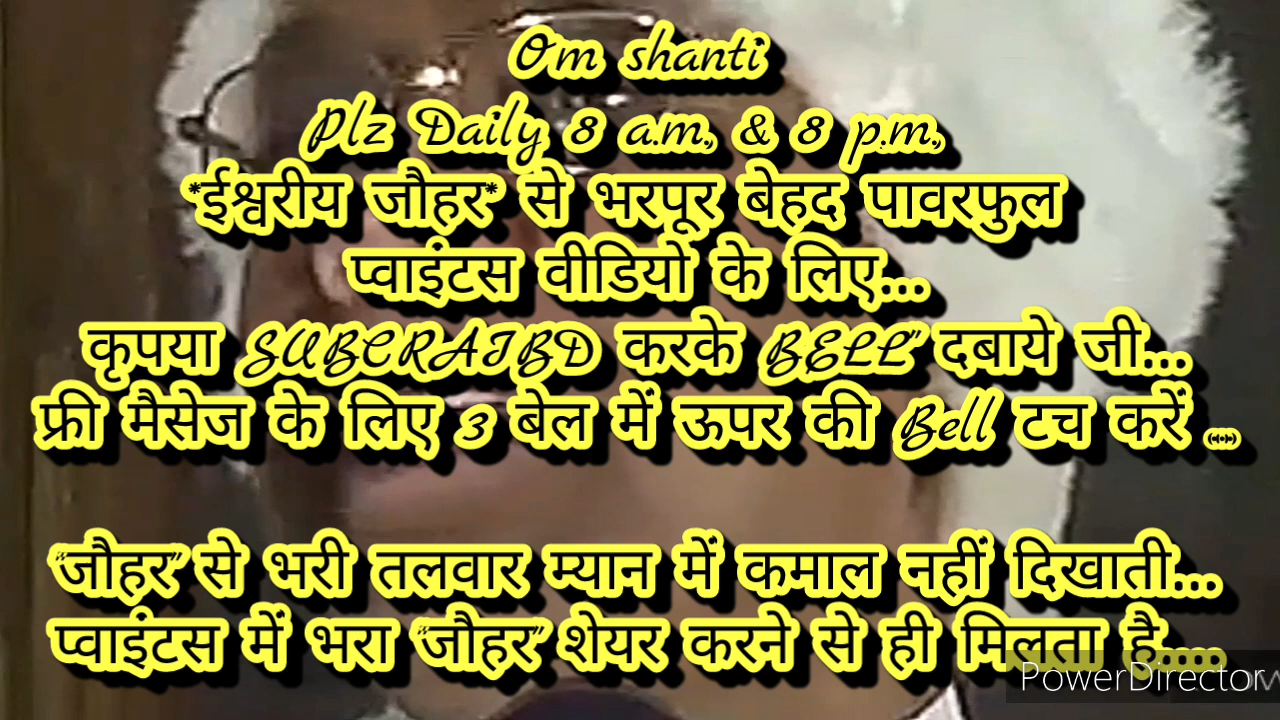 Om shanti
Plz Daily 8 a.m, & 8 p.m,
*ईश्वरीय जौहर* से भरपूर बेहद पावरफुल
प्वाइंटस वीडियो के लिए...
कृपया SUBCRAIBD करके BELL" दबाये जी...
फ्री मैसेज के लिए 3 बेल में ऊपर की Bell टच करें
"जौहर" से भरी तलवार म्यान में कमाल नहीं दिखाती...
प्वाइंटस में भरा "जौहर" शेयर करने से ही मिलता है....
PowerDirector